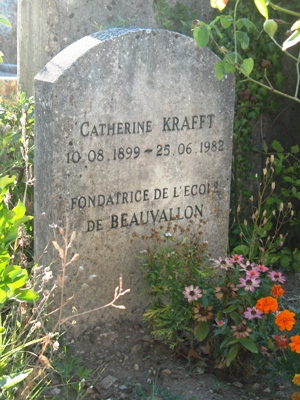 CATHERINE KRAFFT
10.08.1899 – 25.06.1982
FONDATRICE DE L'ECOLE
DE BEAUVALLON